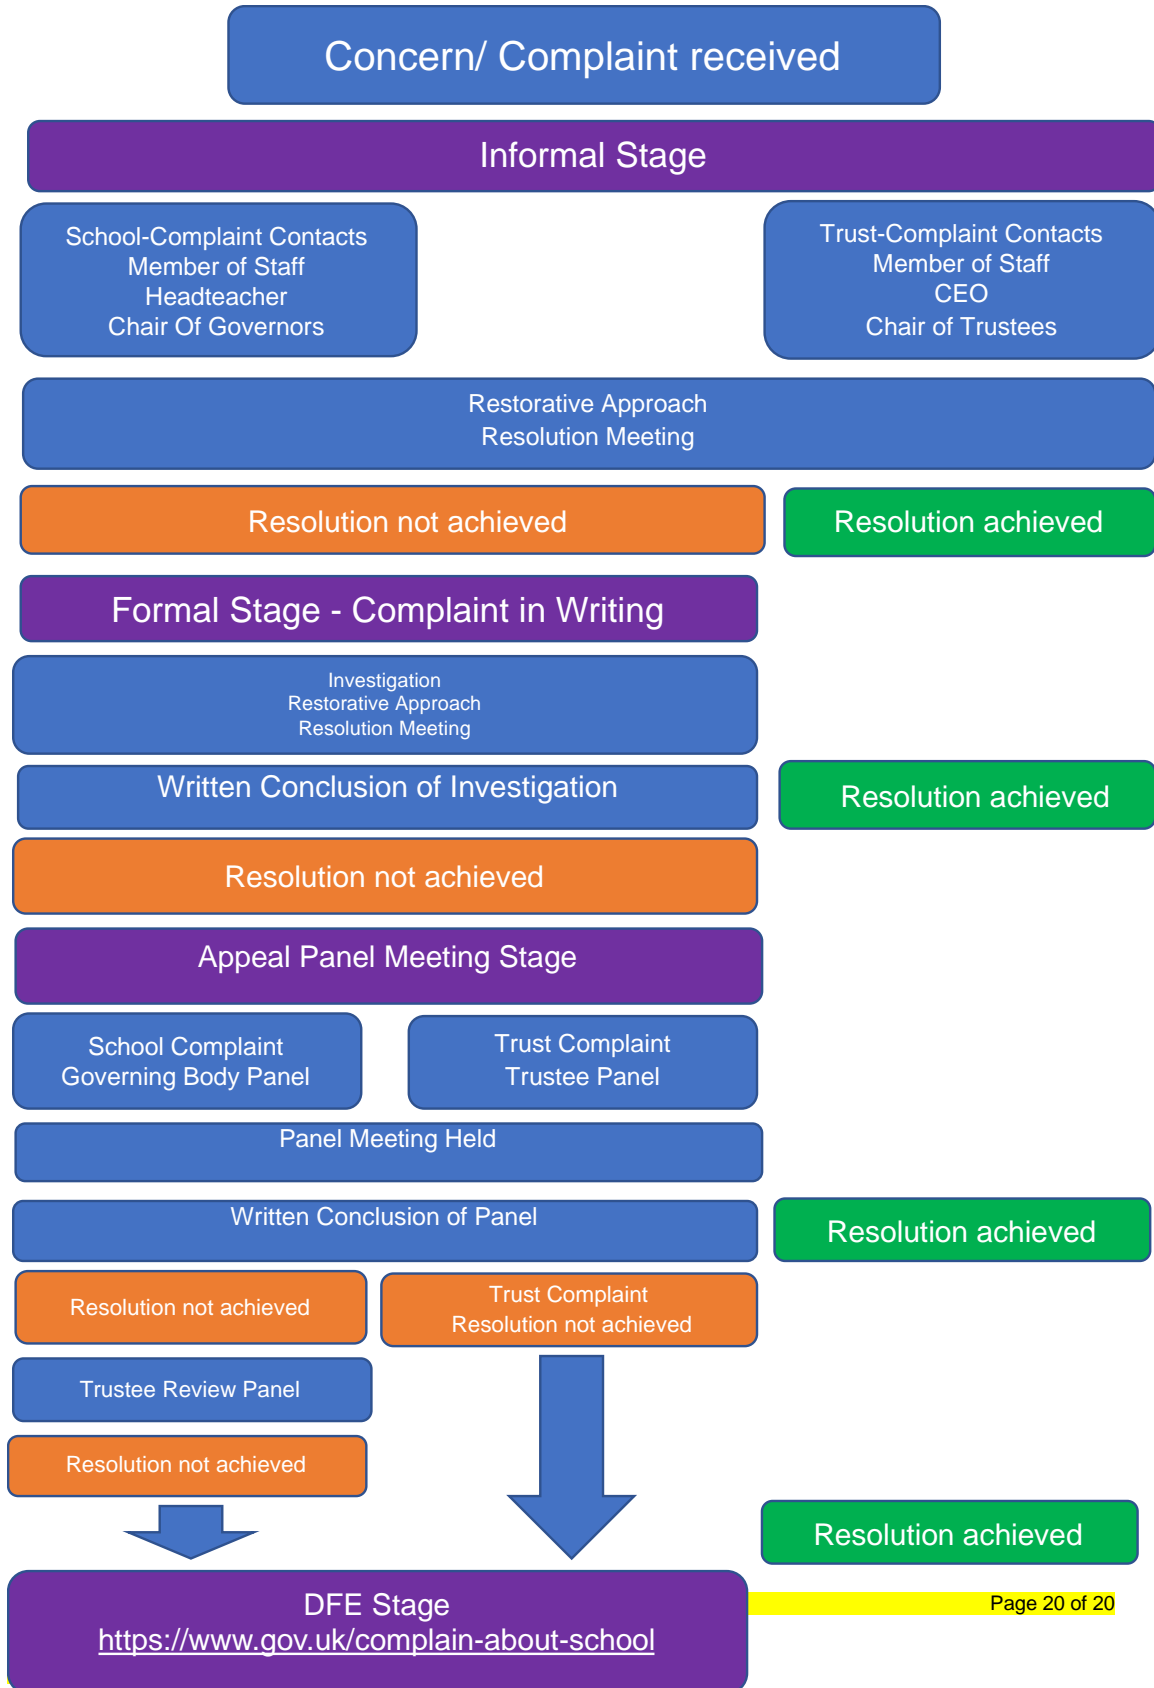 Concern/ Complaint received
Informal Stage
School-Complaint Contacts
Member of Staff
Headteacher
Chair Of Governors
Trust-Complaint Contacts
Member of Staff
CEO
Chair of Trustees
Restorative Approach
Resolution Meeting
Resolution not achieved
Resolution achieved
Formal Stage - Complaint in Writing
Investigation
Restorative Approach
Resolution Meeting
Written Conclusion of Investigation
Resolution achieved
Resolution not achieved
Appeal Panel Meeting Stage
School Complaint
Governing Body Panel
Trust Complaint
Trustee Panel
Panel Meeting Held
Written Conclusion of Panel
Resolution achieved
Resolution not achieved
Trust Complaint
Resolution not achieved
Trustee Review Panel
Resolution not achieved
Resolution achieved
DFE Stage
https://www.gov.uk/complain-about-school
Page 20 of 20